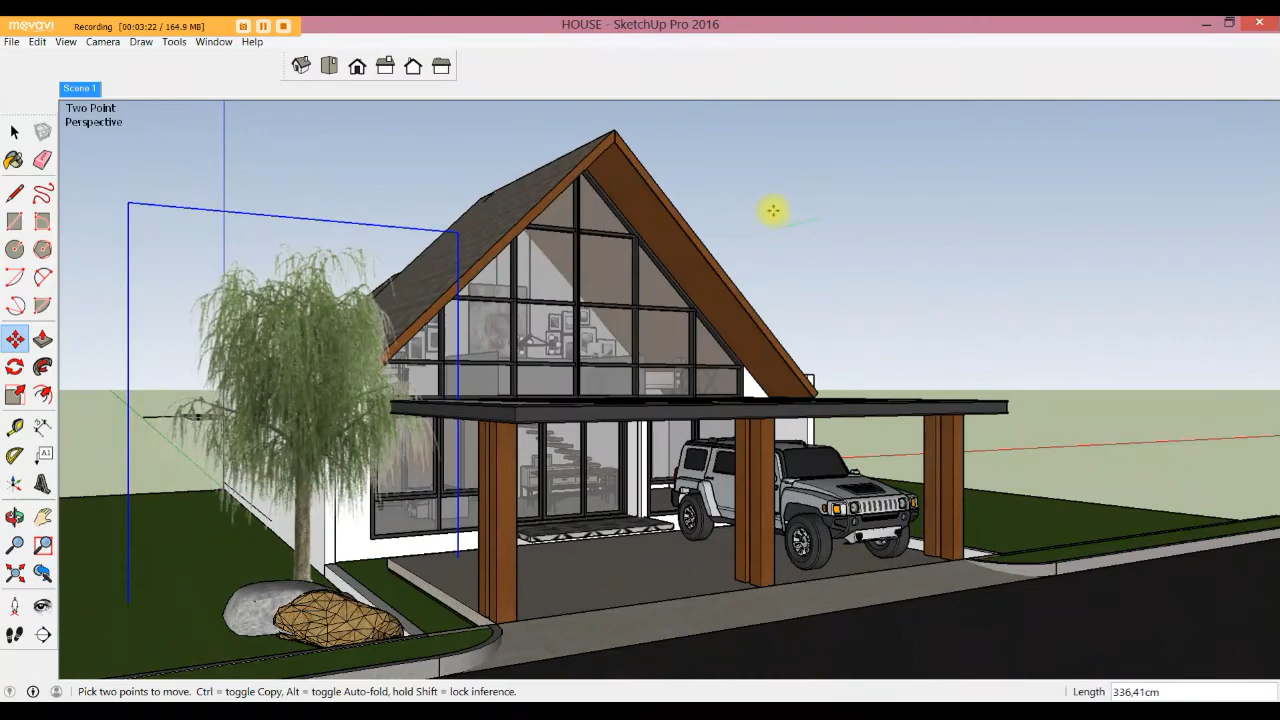 movavi
Recording [00:03:22 / 164.9 MB]
HOUSE - SketchUp Pro 2016
File Edit View Camera Draw Tools Window Help
Scene 1
Two Point
Perspective
A1
Pick two points to move. Ctrl = toggle Copy, Alt = toggle Auto-fold, hold Shift = lock inference.
Length 336,41cm